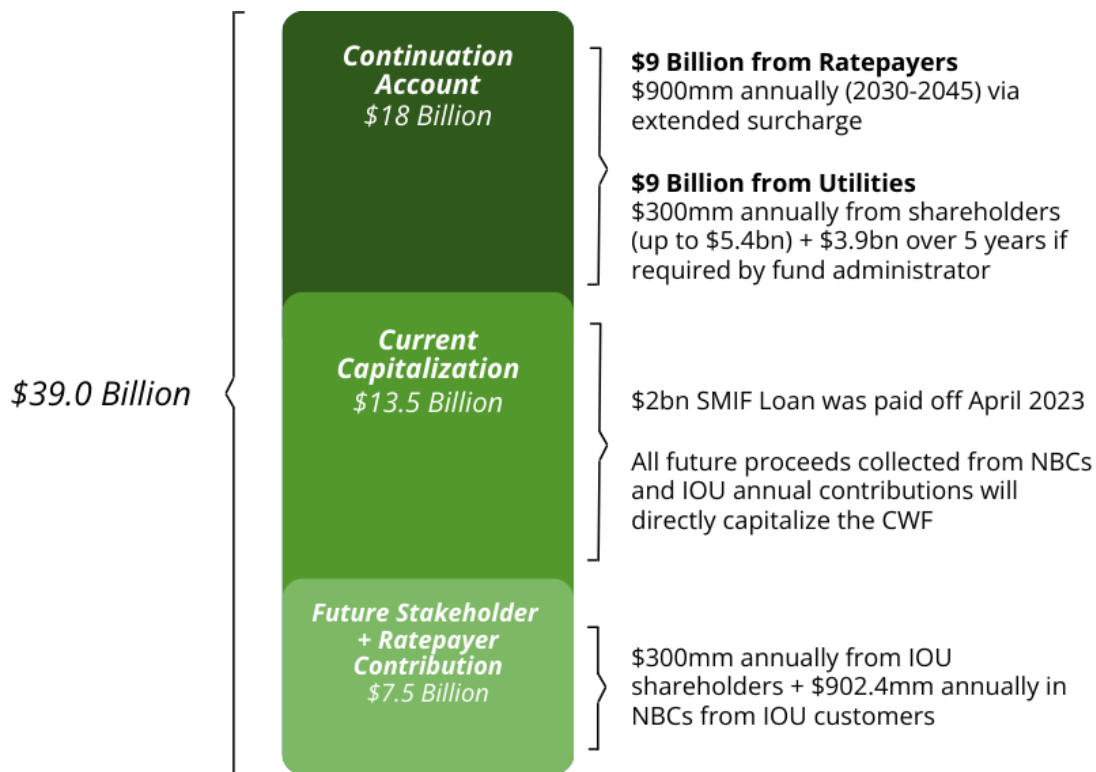 $39.0 Billion
Continuation
Account
$18 Billion
$9 Billion from Ratepayers
$900mm annually (2030-2045) via
extended surcharge
$9 Billion from Utilities
$300mm annually from shareholders
(up to $5.4bn) + $3.9bn over 5 years if
required by fund administrator
Current
Capitalization
$13.5 Billion
$2bn SMIF Loan was paid off April 2023
All future proceeds collected from NBCs
and IOU annual contributions will
directly capitalize the CWF
Future Stakeholder
+ Ratepayer
Contribution
$7.5 Billion
$300mm annually from IOU
shareholders + $902.4mm annually in
NBCs from IOU customers